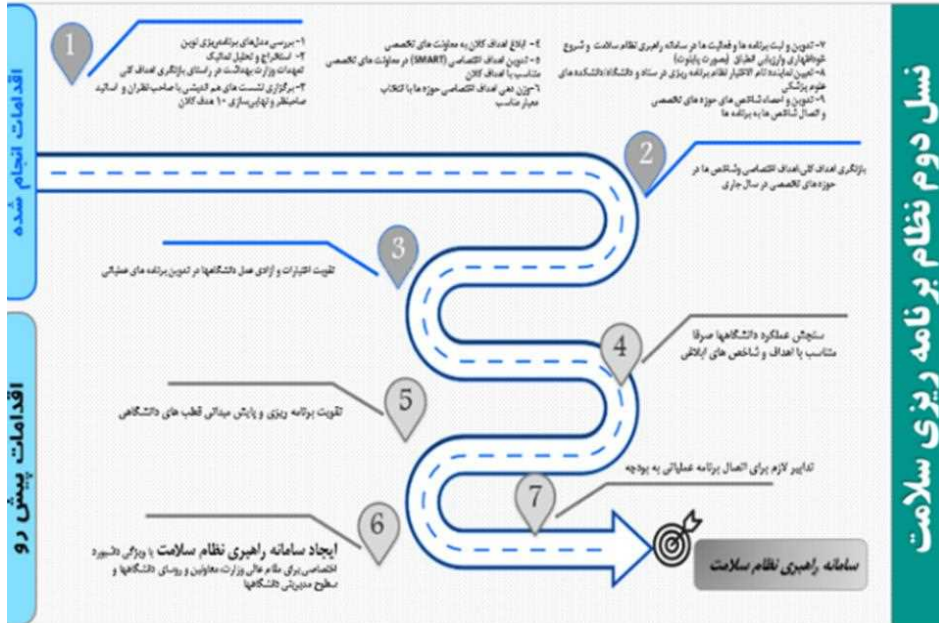 نسل دوم نظام برنامه ریزی سلامت
اقدامات انجام شده
1
۱- بررسی مدل‌های برنامه‌ریزی نوین
۲- استخراج و تحلیل تماتیک
تعهدات وزارت بهداشت در راستای بازنگری اهداف کلی
۳- برگزاری نشست های هم اندیشی با صاحب‌نظران و اساتید
صاحبنظر و نهایی‌سازی ۱۰ هدف کلان
۴- ابلاغ اهداف کلان به معاونت های تخصصی
۵- تدوین اهداف اختصاصی (SMART) در معاونت های تخصصی
متناسب با اهداف کلان
۶- وزن دهی اهداف اختصاصی حوزه ها با انتخاب
معیار مناسب
۷- تدوین و ثبت برنامه ها و فعالیت ها در سامانه راهبری نظام سلامت و شروع
خوداظهاری وارزیابی انطباق (بصورت پایلوت)
۸- تعیین نماینده تام الاختیار نظام برنامه ریزی در ستاد و دانشگاه/دانشکده های
علوم پزشکی
۹- تدوین و احصاء شاخص های حوزه های تخصصی
و اتصال شاخص ها به برنامه ها
2
بازنگری اهداف کلی/اهداف اختصاصی وشاخص ها در
حوزه های تخصصی در سال جاری
3
تقویت اختیارات و آزادی عمل دانشگاهها در تدوین برنامه های عملیاتی
اقدامات پیش رو
4
سنجش عملکرد دانشگاهها صرفا
متناسب با اهداف و شاخص های ابلاغی
5
تقویت برنامه ریزی و پایش میدانی قطب های دانشگاهی
6
ایجاد سامانه راهبری نظام سلامت با ویژگی داشبورد
اختصاصی برای مقام عالی وزارت، معاونین و روسای دانشگاهها و
سطوح مدیریتی دانشگاهها
7
تدابیر لازم برای اتصال برنامه عملیاتی به بودجه
سامانه راهبری نظام سلامت